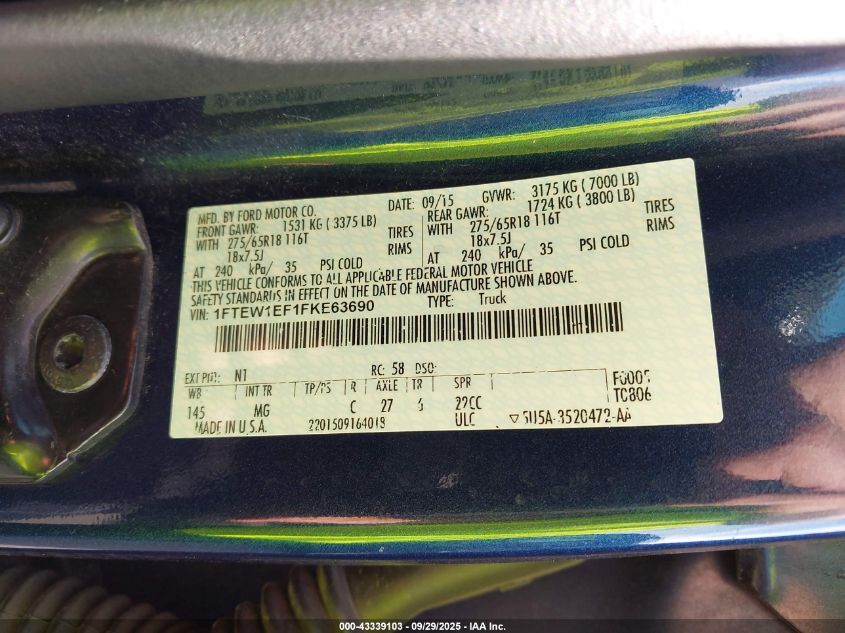 MFD. BY FORD MOTOR CO. DATE: 09/15 GVWR: 3175 KG ( 7000 LB)
FRONT GAWR: 1531 KG ( 3375 LB) REAR GAWR: 1724 KG ( 3800 LB)
WITH 275/65R18 116T TIRES WITH 275/65R18 116T TIRES
18x7.5J RIMS 18x7.5J RIMS
AT 240 kPa/ 35 PSI COLD AT 240 kPa/ 35 PSI COLD
THIS VEHICLE CONFORMS TO ALL APPLICABLE FEDERAL MOTOR VEHICLE
SAFETY STANDARDS IN EFFECT ON THE DATE OF MANUFACTURE SHOWN ABOVE.
VIN: 1FTEW1EF1FKE63690 TYPE: Truck
EXT PNT: N1 RC: 58 DSO:
WB INT TR TP/PS R AXLE TR SPR
145 MG C 27 22CC
MADE IN U.S.A. 2201509164018 ULC
TC806
000-43339103 - 09/29/2025 - IAA Inc.